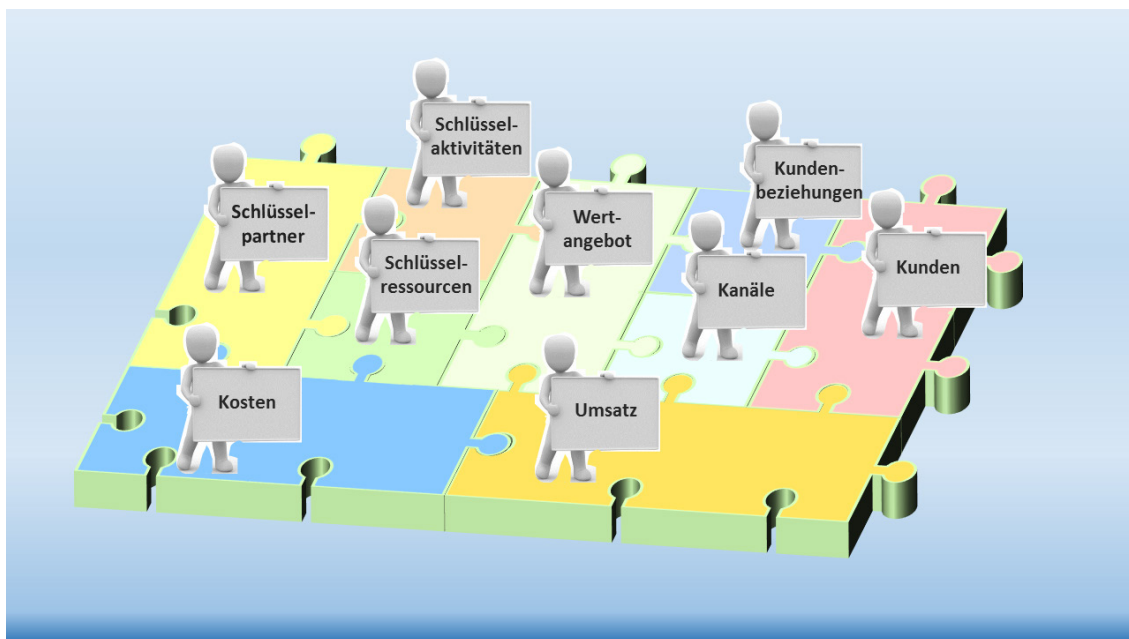 Schlüssel-
aktivitäten
Kunden-
beziehungen
Schlüssel-
partner
Wert-
angebot
Schlüssel-
ressourcen
Kanäle
Kunden
Kosten
Umsatz